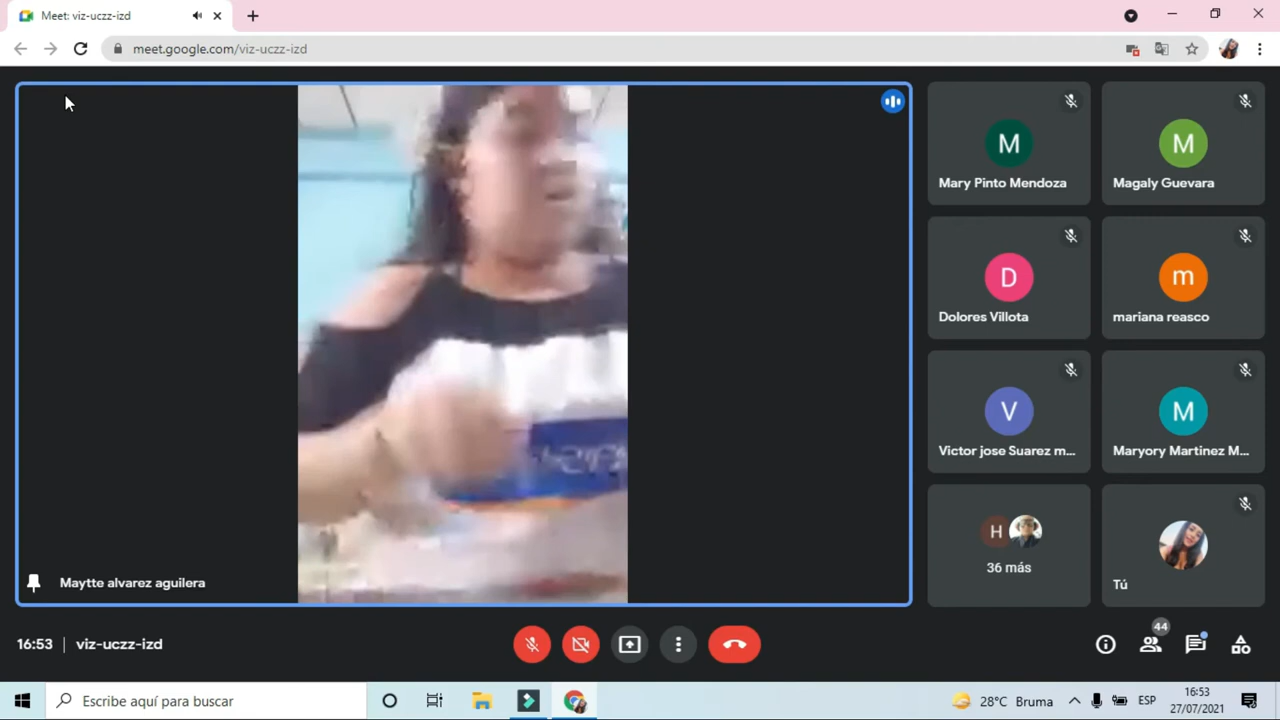 Meet: viz-uczz-izd
meet.google.com/viz-uczz-izd
M
Mary Pinto Mendoza
M
Magaly Guevara
D
Dolores Villota
m
mariana reasco
V
Victor jose Suarez m...
M
Maryory Martinez M...
H
36 más
Tú
Maytte alvarez aguilera
16:53 | viz-uczz-izd
44
Escribe aquí para buscar
28°C Bruma
ESP
16:53
27/07/2021